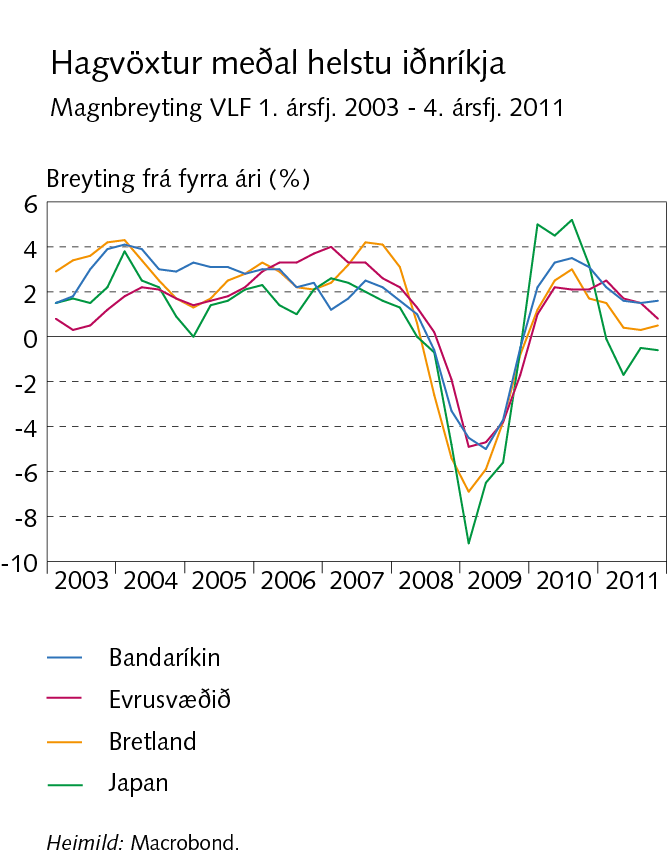 Hagvöxtur meðal helstu iðnríkja
Magnbreyting VLF 1. ársfj. 2003 - 4. ársfj. 2011
Breyting frá fyrra ári (%)
6
4
2
0
-2
-4
-6
-8
-10
2003 2004 2005 2006 2007 2008 2009 2010 2011
Bandaríkin
Evrusvæðið
Bretland
Japan
Heimild: Macrobond.